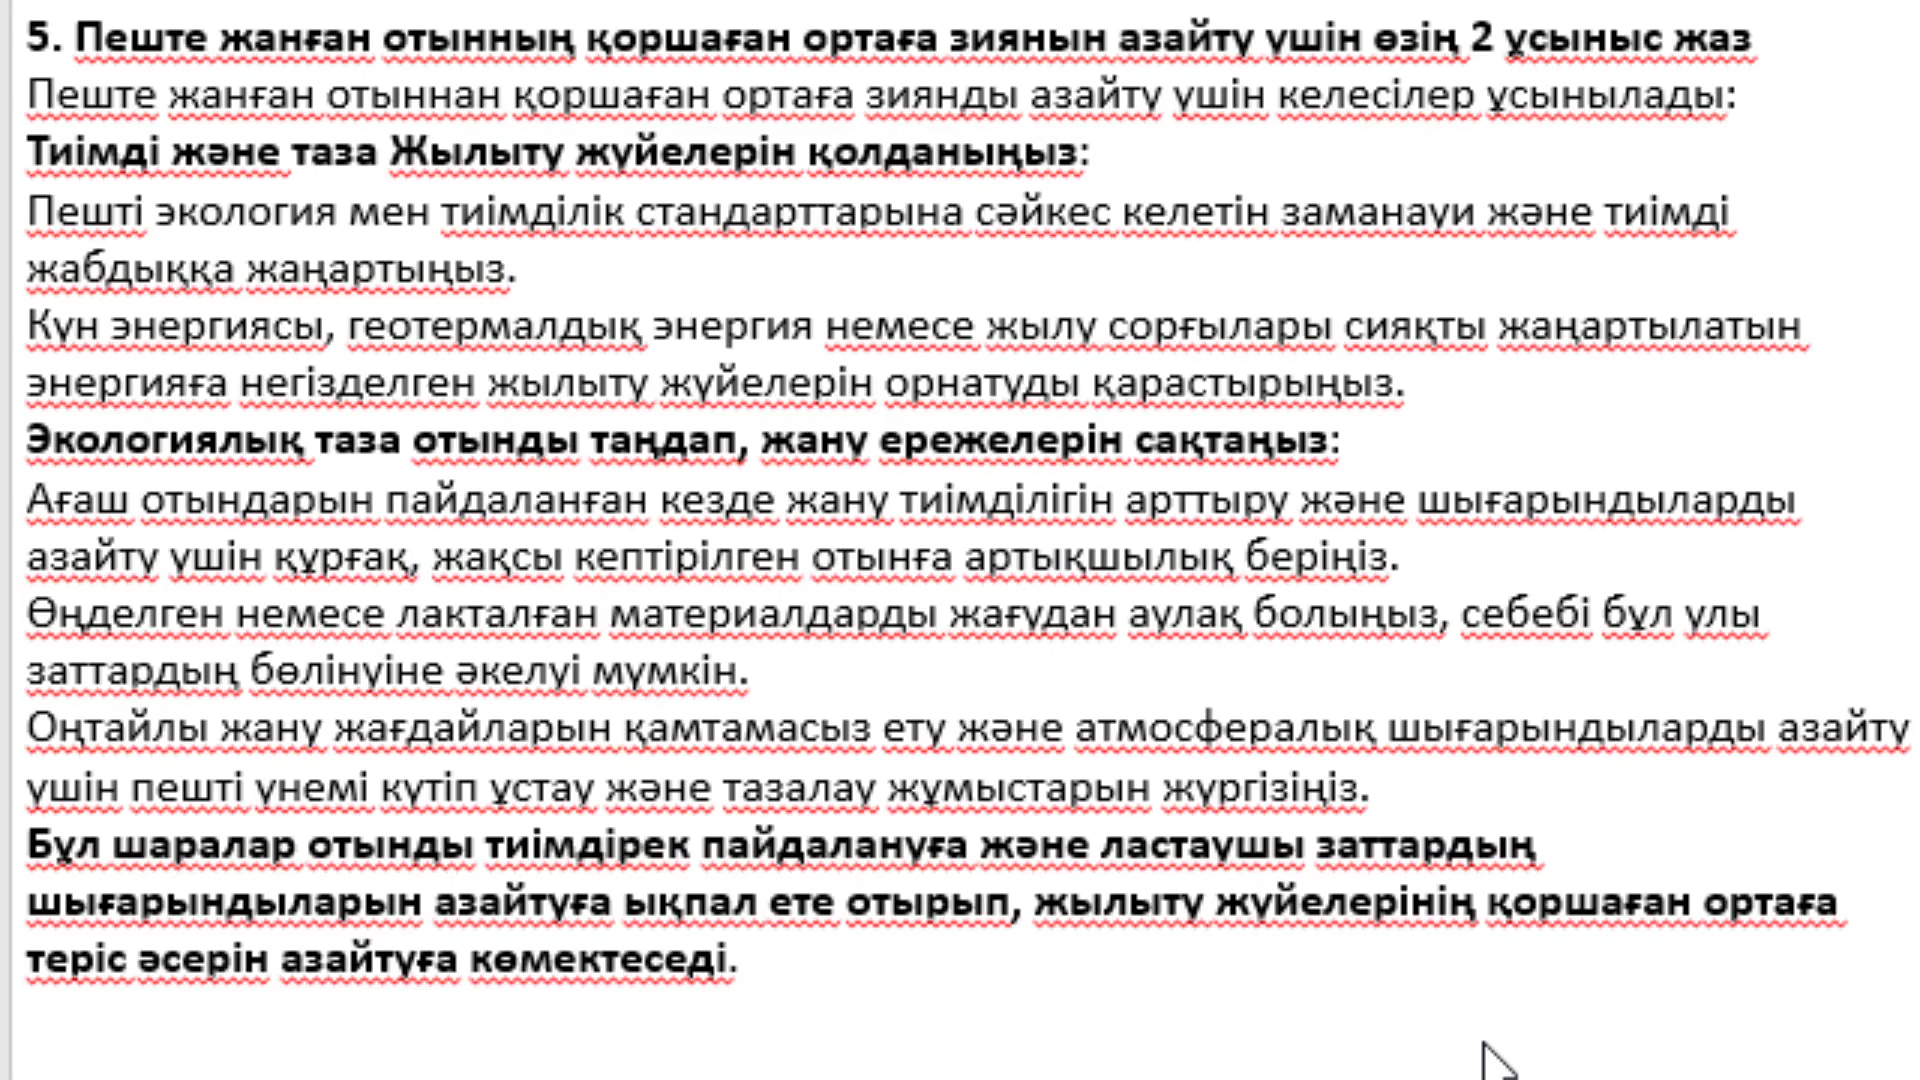 5. Пеште жанған отынның қоршаған ортаға зиянын азайту үшін өзің 2 ұсыныс жаз
Пеште жанған отыннан қоршаған ортаға зиянды азайту үшін келесілер ұсынылады:
Тиімді және таза Жылыту жүйелерін қолданыңыз:
Пешті экология мен тиімділік стандарттарына сәйкес келетін заманауи және тиімді
жабдыққа жаңартыңыз.
Күн энергиясы, геотермалдық энергия немесе жылу сорғылары сияқты жаңартылатын
энергияға негізделген жылыту жүйелерін орнатуды қарастырыңыз.
Экологиялық таза отынды таңдап, жану ережелерін сақтаңыз:
Ағаш отындарын пайдаланған кезде жану тиімділігін арттыру және шығарындыларды
азайту үшін құрғақ, жақсы кептірілген отынға артықшылық беріңіз.
Өңделген немесе лакталған материалдарды жағудан аулақ болыңыз, себебі бұл улы
заттардың бөлінуіне әкелуі мүмкін.
Оңтайлы жану жағдайларын қамтамасыз ету және атмосфералық шығарындыларды азайту
үшін пешті үнемі күтіп ұстау және тазалау жұмыстарын жүргізіңіз.
Бұл шаралар отынды тиімдірек пайдалануға және ластаушы заттардың
шығарындыларын азайтуға ықпал ете отырып, жылыту жүйелерінің қоршаған ортаға
теріс әсерін азайтуға көмектеседі.